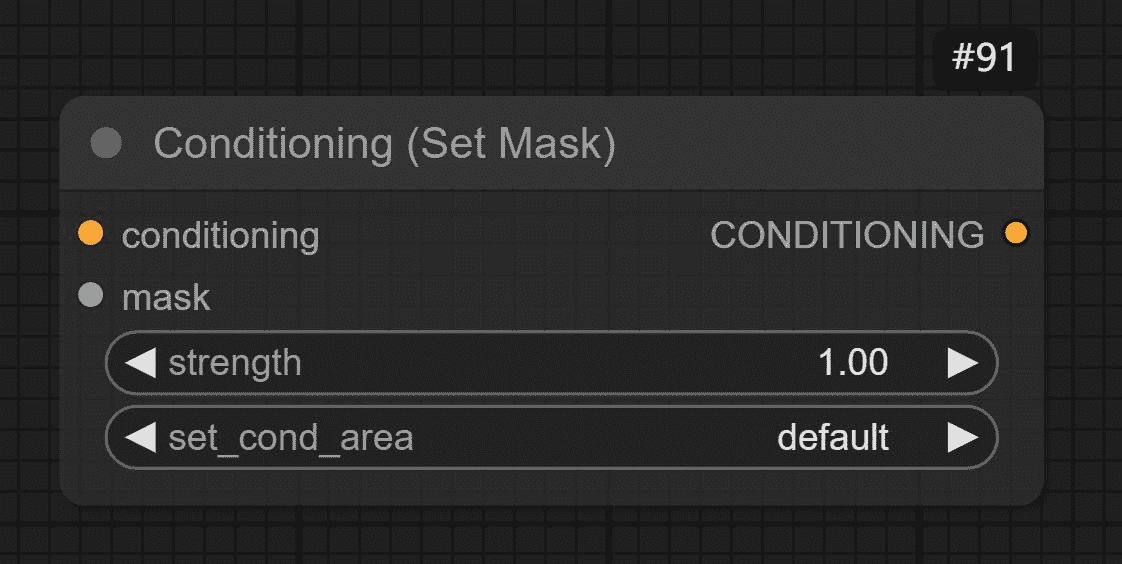 #91
Conditioning (Set Mask)
conditioning CONDITIONING
mask
strength 1.00
set_cond_area default